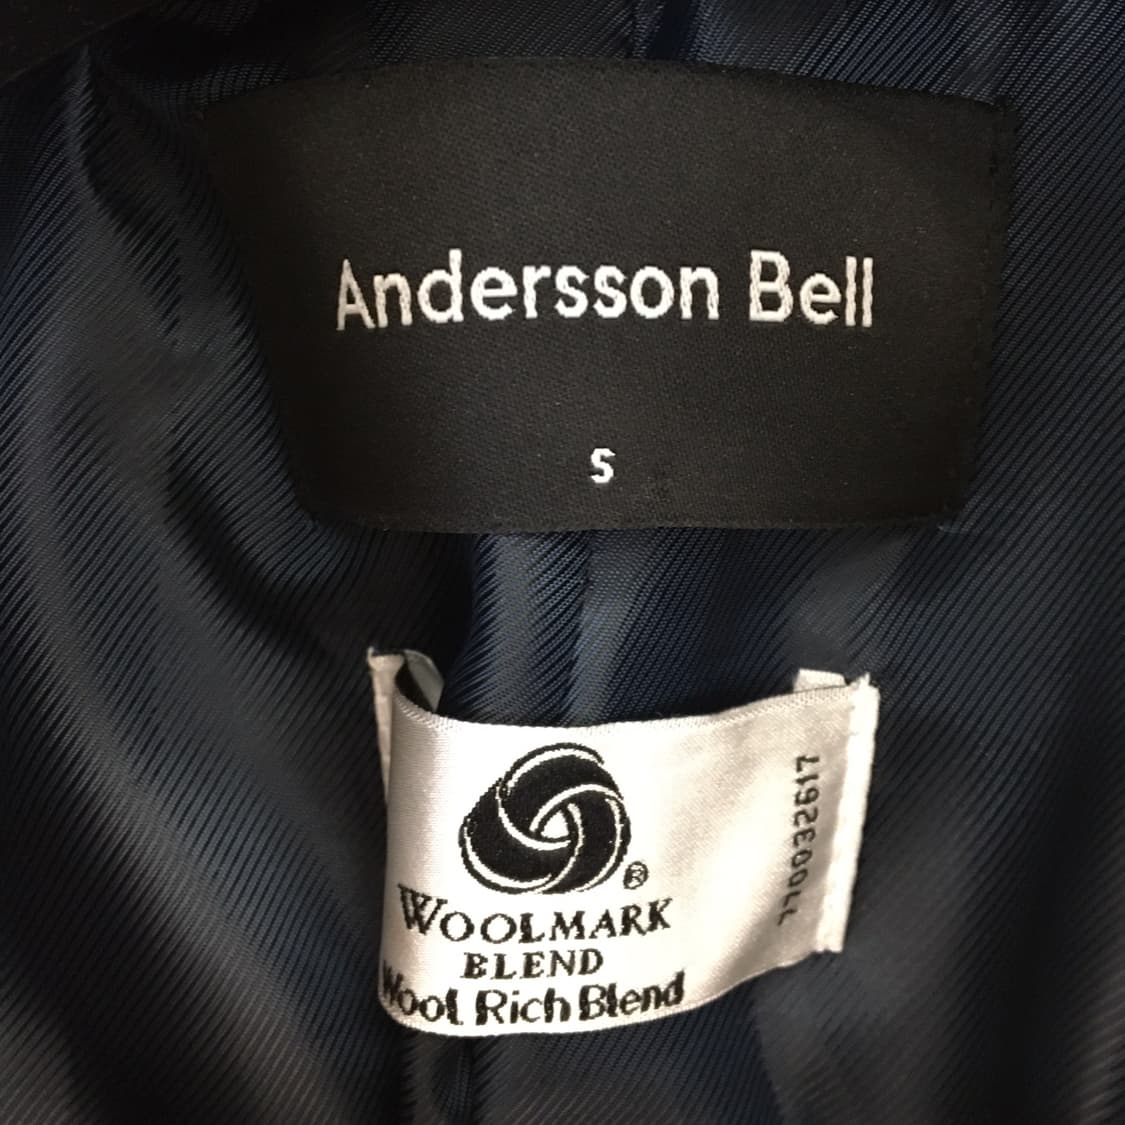 Andersson Bell
S
®
WOOLMARK
BLEND
Wool Rich Blend
770032617